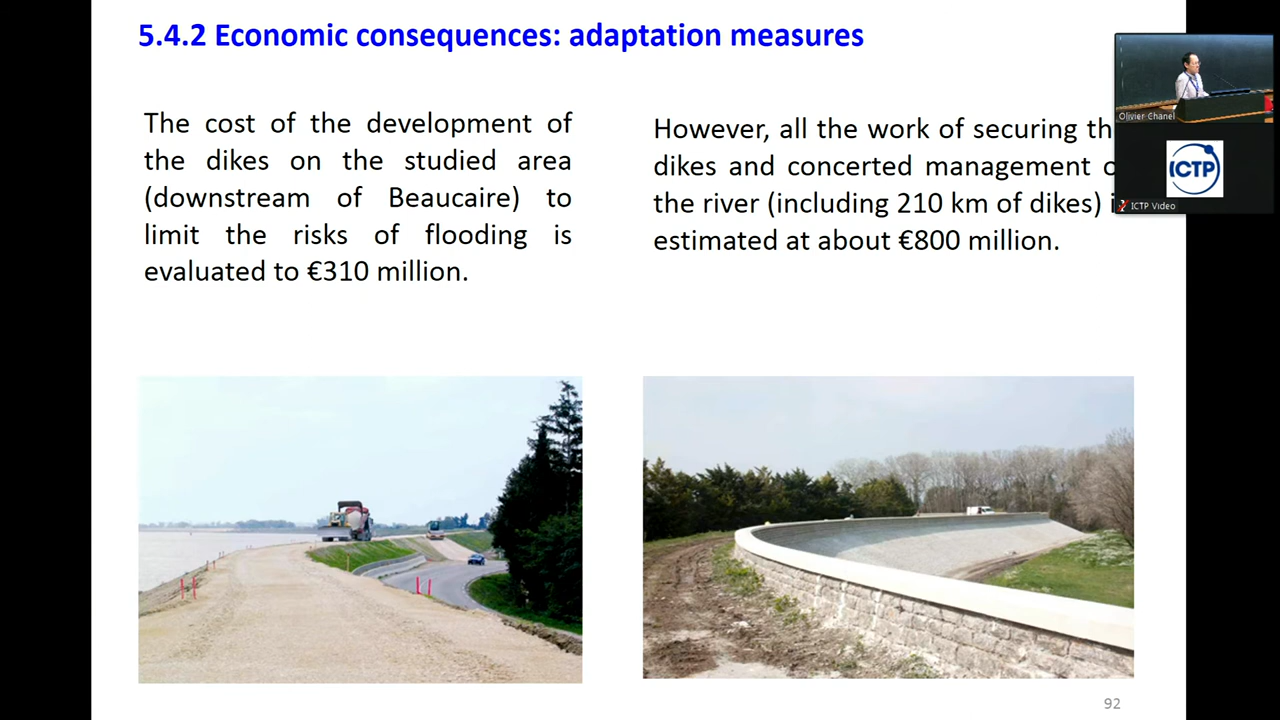 5.4.2 Economic consequences: adaptation measures
The cost of the development of
the dikes on the studied area
(downstream of Beaucaire) to
limit the risks of flooding is
evaluated to €310 million.
However, all the work of securing th
dikes and concerted management o
the river (including 210 km of dikes) i
estimated at about €800 million.
Olivier Chanel
ICTP
ICTP Video
92